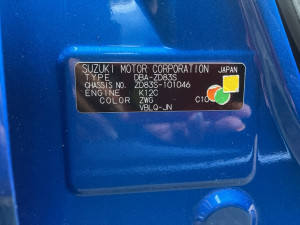 SUZUKI MOTOR CORPORATION JAPAN
TYPE DBA-ZD83S
CHASSIS NO. ZD83S-101046
ENGINE K12C
COLOR ZWG C10
VBLQ-JN